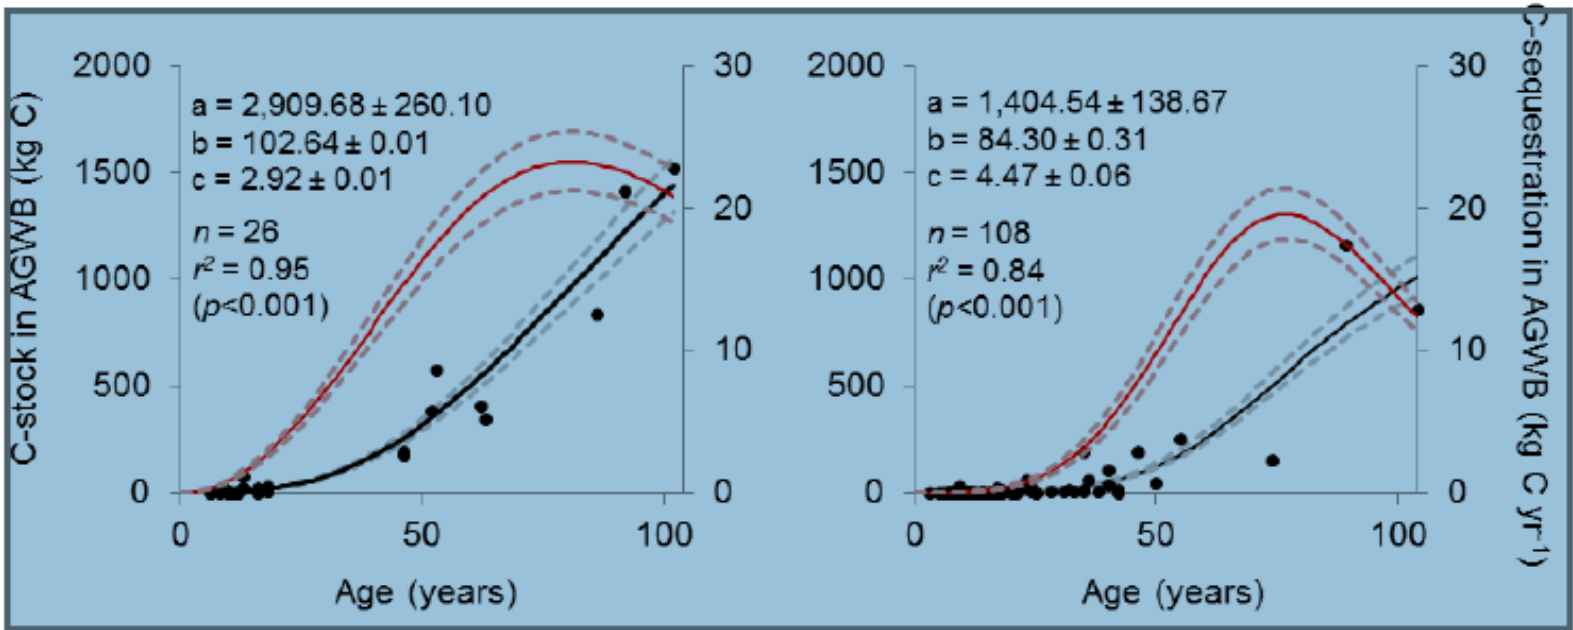 C-stock in AGWB (kg C)
2000
1500
1000
500
0
a = 2,909.68 ± 260.10
b = 102.64 ± 0.01
c = 2.92 ± 0.01
n = 26
r² = 0.95
(p<0.001)
30
20
10
0
0 50 100
Age (years)
2000
1500
1000
500
0
a = 1,404.54 ± 138.67
b = 84.30 ± 0.31
c = 4.47 ± 0.06
n = 108
r² = 0.84
(p<0.001)
30
20
10
0
0 50 100
Age (years)
C-sequestration in AGWB (kg C yr⁻¹)